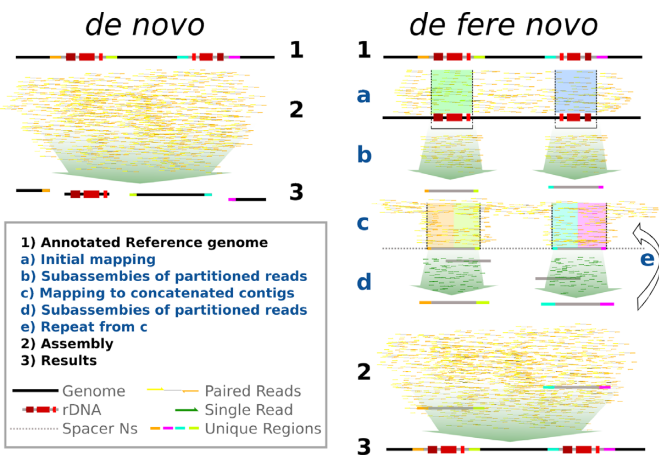 de novo
1
2
3
1) Annotated Reference genome
a) Initial mapping
b) Subassembies of partitioned reads
c) Mapping to concatenated contigs
d) Subassembies of partitioned reads
e) Repeat from c
2) Assembly
3) Results
Genome
Paired Reads
rDNA
Single Read
Spacer Ns
Unique Regions
de fere novo
1
a
b
c
d
e
2
3